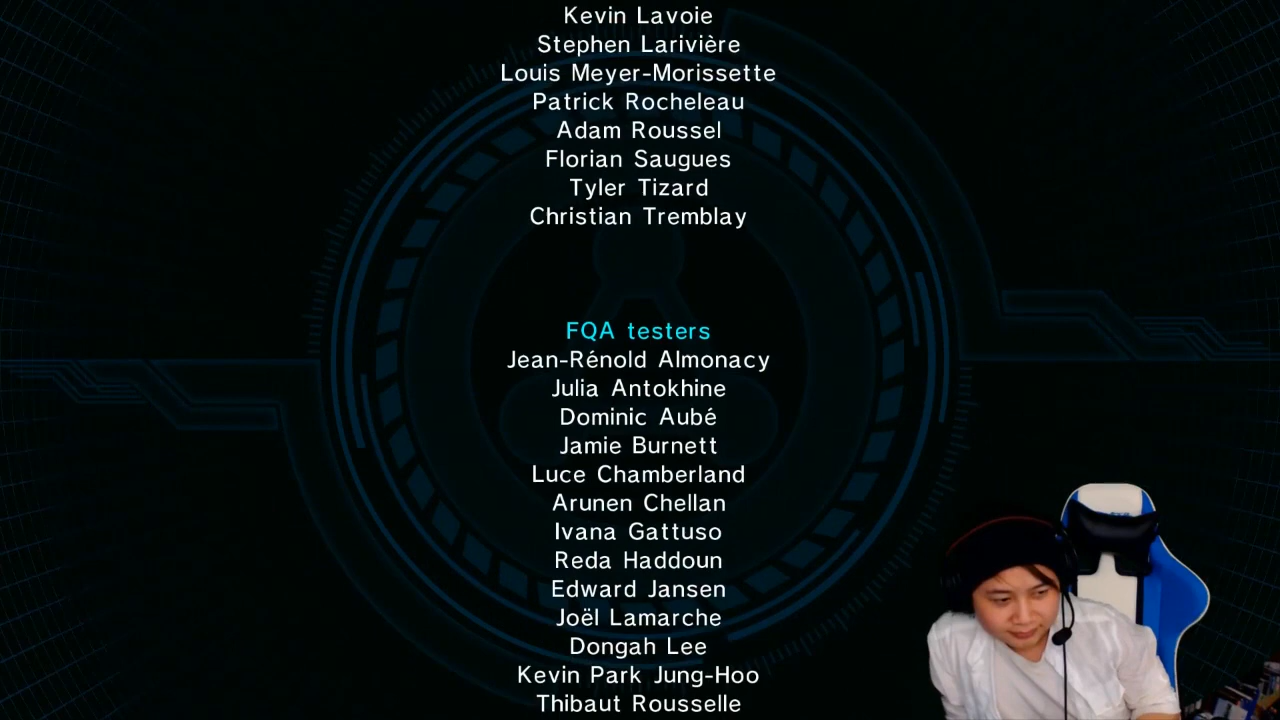 Kevin Lavoie
Stephen Larivière
Louis Meyer-Morissette
Patrick Rocheleau
Adam Roussel
Florian Saugues
Tyler Tizard
Christian Tremblay
FQA testers
Jean-Rénold Almonacy
Julia Antokhine
Dominic Aubé
Jamie Burnett
Luce Chamberland
Arunen Chellan
Ivana Gattuso
Reda Haddoun
Edward Jansen
Joël Lamarche
Dongah Lee
Kevin Park Jung-Hoo
Thibaut Rousselle